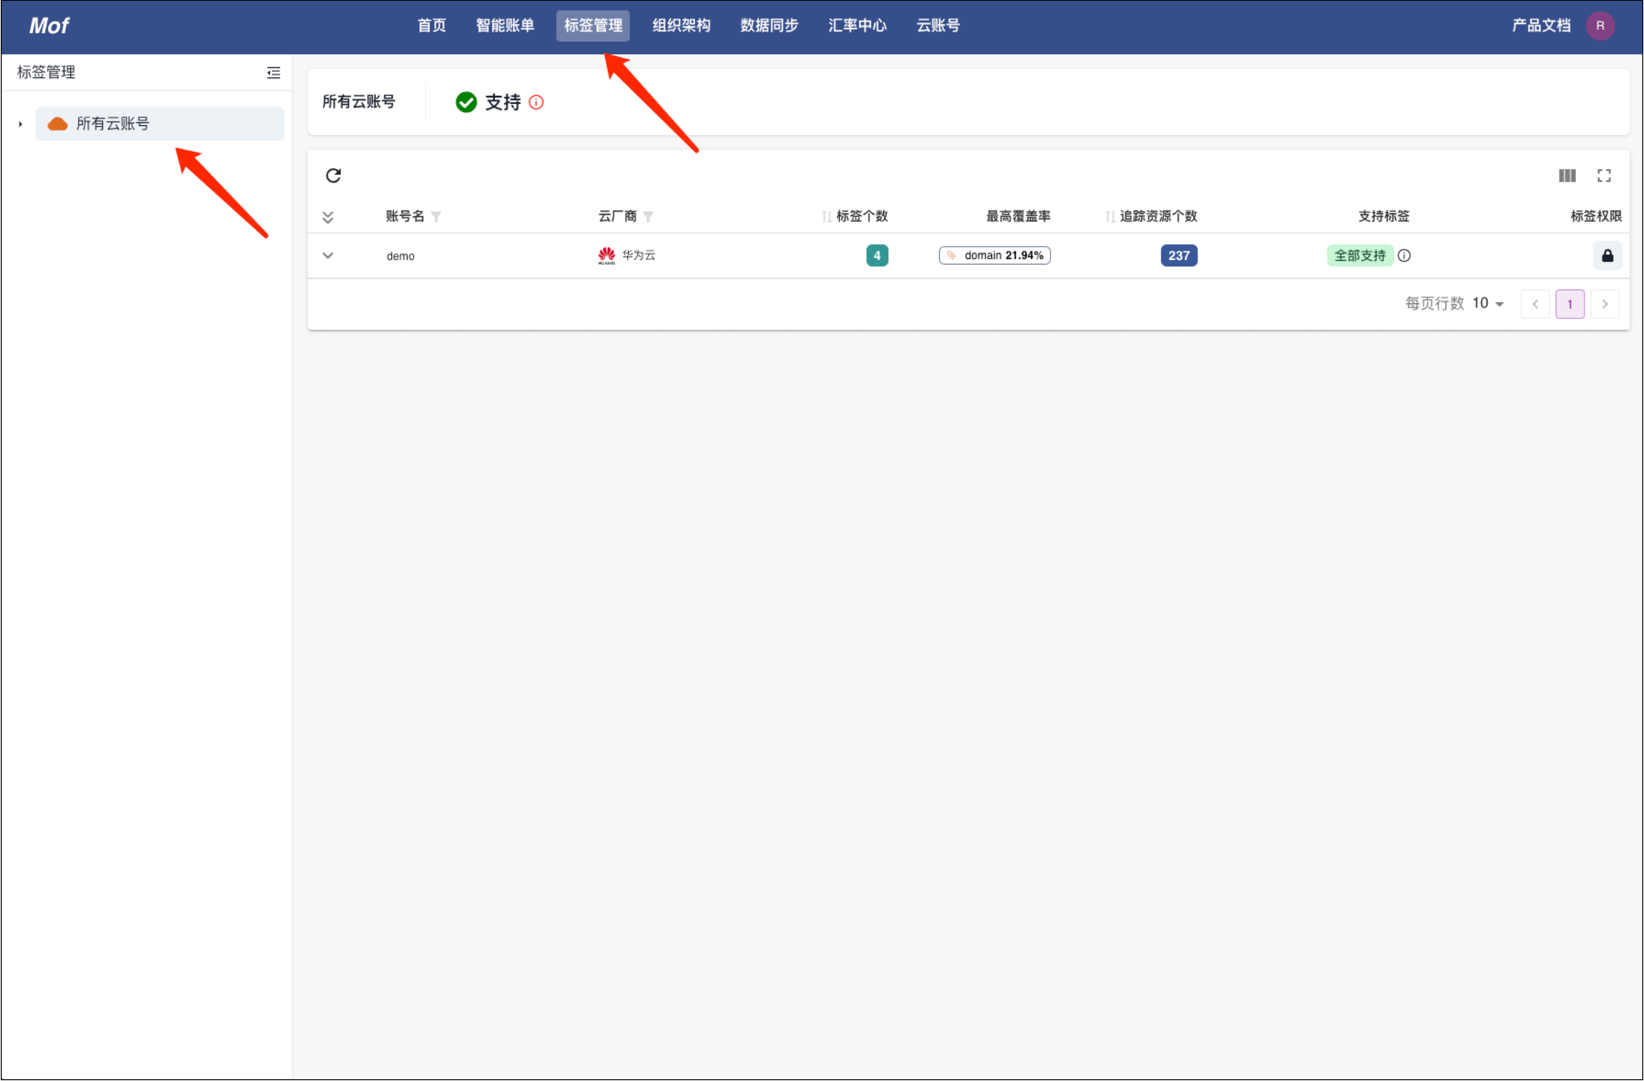 Mof 首页 智能账单 标签管理 组织架构 数据同步 汇率中心 云账号 产品文档 R
标签管理
所有云账号
所有云账号 支持
账号名 云厂商 标签个数 最高覆盖率 追踪资源个数 支持标签 标签权限
demo 华为云 4 domain 21.94% 237 全部支持
每页行数 10 1